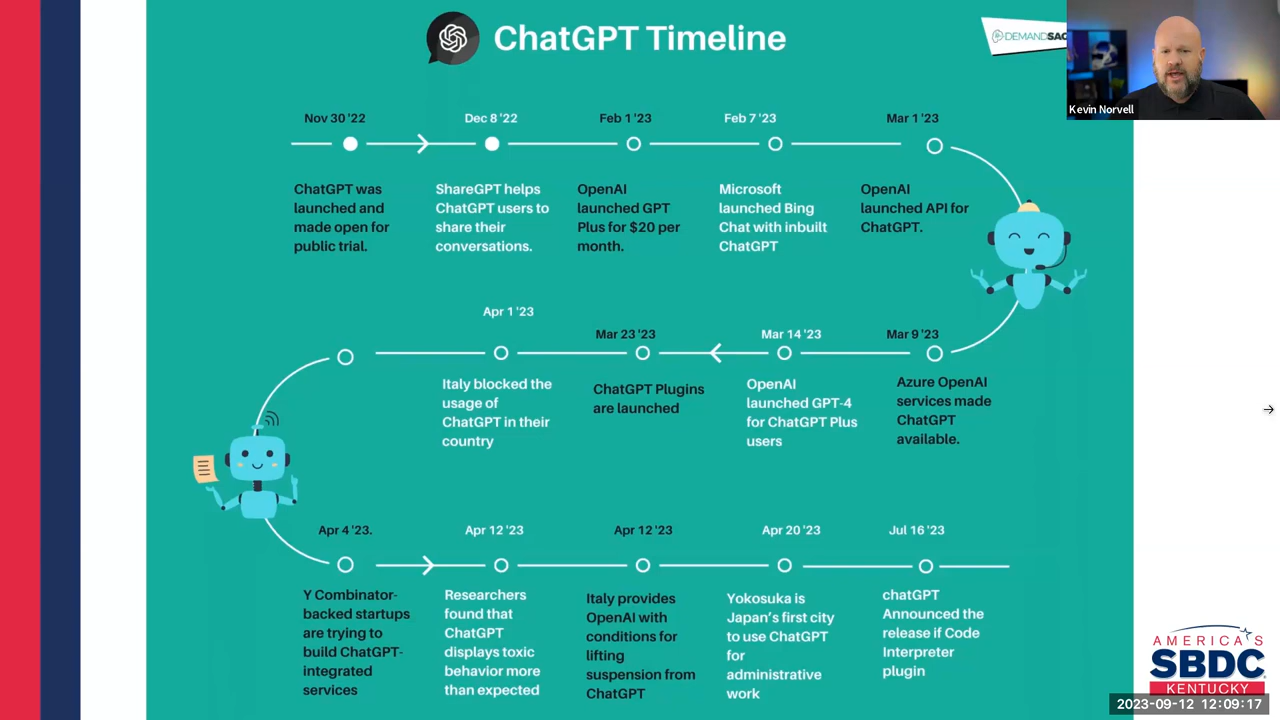 ChatGPT Timeline
DEMANDSA
Kevin Norvell
Nov 30 '22
ChatGPT was
launched and
made open for
public trial.
Dec 8 '22
ShareGPT helps
ChatGPT users to
share their
conversations.
Feb 1 '23
OpenAI
launched GPT
Plus for $20 per
month.
Feb 7 '23
Microsoft
launched Bing
Chat with inbuilt
ChatGPT
Mar 1 '23
OpenAI
launched API for
ChatGPT.
Mar 9 '23
Azure OpenAI
services made
ChatGPT
available.
Mar 14 '23
OpenAI
launched GPT-4
for ChatGPT Plus
users
Mar 23 '23
ChatGPT Plugins
are launched
Apr 1 '23
Italy blocked the
usage of
ChatGPT in their
country
Apr 4 '23.
Y Combinator-
backed startups
are trying to
build ChatGPT-
integrated
services
Apr 12 '23
Researchers
found that
ChatGPT
displays toxic
behavior more
than expected
Apr 12 '23
Italy provides
OpenAI with
conditions for
lifting
suspension from
ChatGPT
Apr 20 '23
Yokosuka is
Japan's first city
to use ChatGPT
for
administrative
work
Jul 16 '23
chatGPT
Announced the
release if Code
Interpreter
plugin
AMERICA'S
SBDC
KENTUCKY
2023-09-12 12:09:17